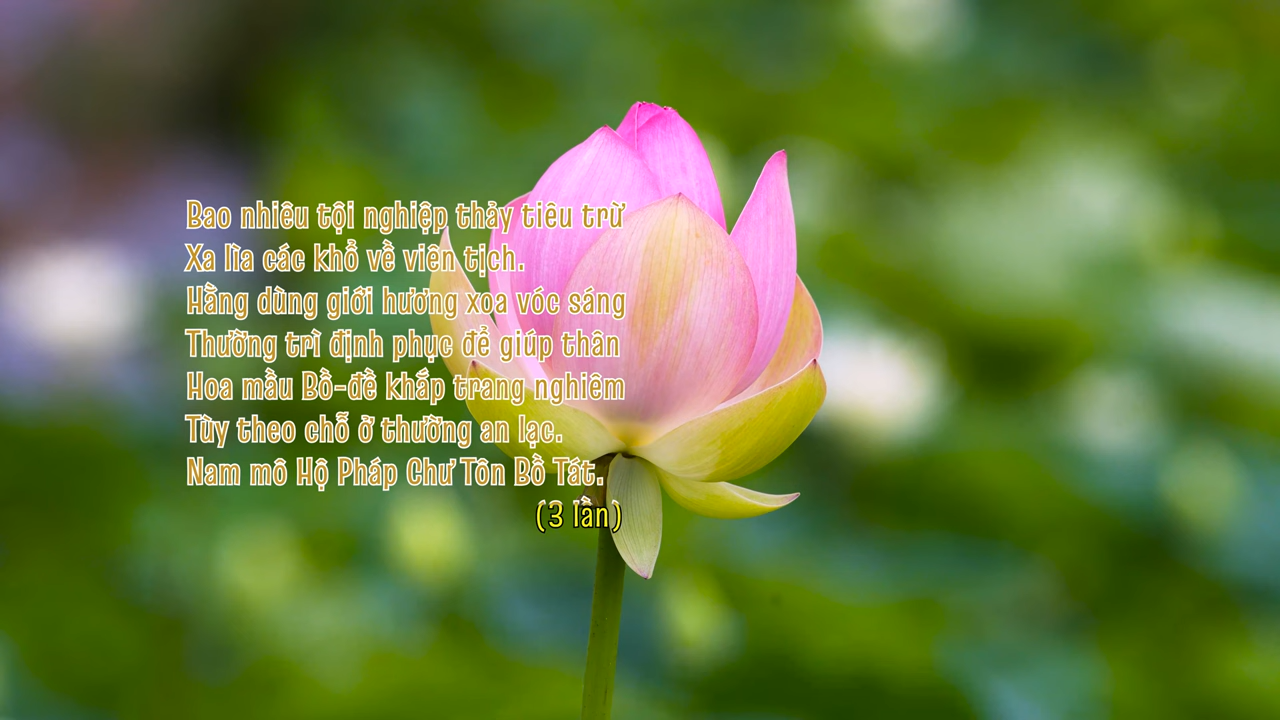 Bao nhiêu tội nghiệp thảy tiêu trừ
Xa lìa các khổ về viên tịch.
Hằng dùng giới hương xoa vóc sáng
Thường trì định phục để giúp thân
Hoa mầu Bồ-đề khắp trang nghiêm
Tùy theo chỗ ở thường an lạc.
Nam mô Hộ Pháp Chư Tôn Bồ Tát.
(3 lần)